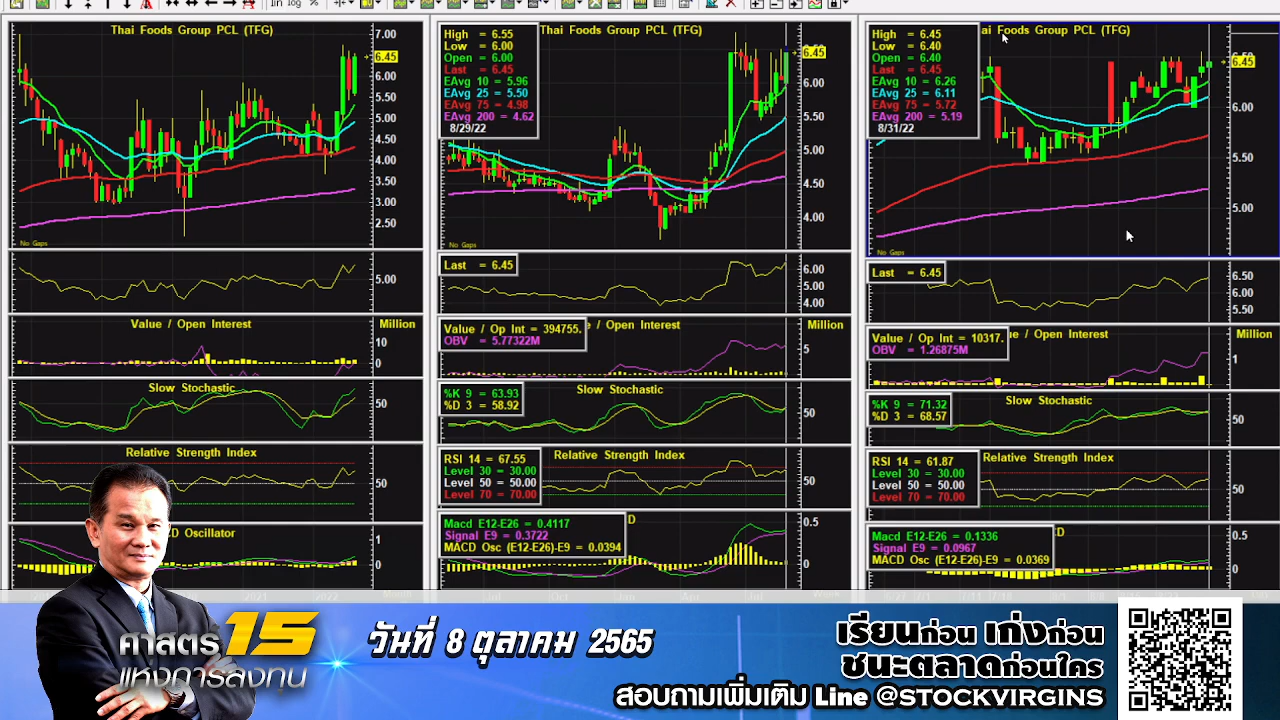 Thai Foods Group PCL (TFG)
7.00
6.45
6.00
5.50
5.00
4.50
4.00
3.50
3.00
2.50
No Gaps
5.00
Value / Open Interest
Million
10
0
Slow Stochastic
50
Relative Strength Index
50
D Oscillator
1
0
2021
2022
Thai Foods Group PCL (TFG)
High = 6.55
Low = 6.00
Open = 6.00
Last = 6.45
EAvg 10 = 5.96
EAvg 25 = 5.50
EAvg 75 = 4.98
EAvg 200 = 4.62
8/29/22
6.45
6.00
5.50
5.00
4.50
4.00
No Gaps
Last = 6.45
6.00
5.00
4.00
Value / Op Int = 394755.
OBV = 5.77322M
e / Open Interest
Million
5
%K 9 = 63.93
%D 3 = 58.92
Slow Stochastic
50
RSI 14 = 67.55
Level 30 = 30.00
Level 50 = 50.00
Level 70 = 70.00
Relative Strength Index
50
Macd E12-E26 = 0.4117
Signal E9 = 0.3722
MACD Osc (E12-E26)-E9 = 0.0394
D
0.5
0
Jul
Oct
Apr
Jul
ai Foods Group PCL (TFG)
High = 6.45
Low = 6.40
Open = 6.40
Last = 6.45
EAvg 10 = 6.26
EAvg 25 = 6.11
EAvg 75 = 5.72
EAvg 200 = 5.19
8/31/22
6.45
6.00
5.50
5.00
No Gaps
Last = 6.45
6.50
6.00
5.50
Value / Op Int = 10317.
OBV = 1.26875M
ue / Open Interest
Million
1
0
%K 9 = 71.32
%D 3 = 68.57
Slow Stochastic
50
RSI 14 = 61.87
Level 30 = 30.00
Level 50 = 50.00
Level 70 = 70.00
Relative Strength Index
50
Macd E12-E26 = 0.1336
Signal E9 = 0.0967
MACD Osc (E12-E26)-E9 = 0.0369
0.5
0
ศาสตร์ 15
แห่งการลงทุน
วันที่ 8 ตุลาคม 2565
เรียนก่อน เก่งก่อน
ชนะตลาดก่อนใคร
สอบถามเพิ่มเติม Line @STOCKVIRGINS